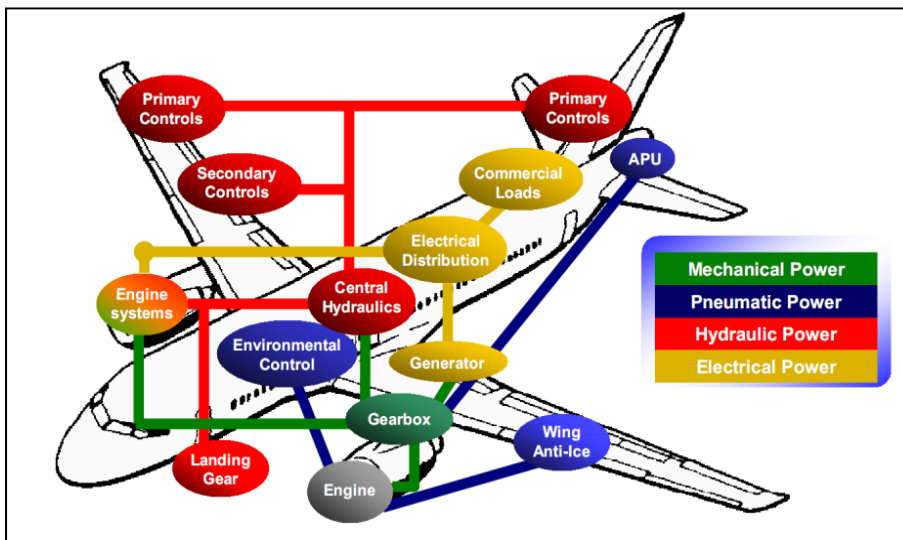 Primary
Controls
Primary
Controls
APU
Secondary
Controls
Commercial
Loads
Electrical
Distribution
Engine
systems
Central
Hydraulics
Environmental
Control
Generator
Gearbox
Wing
Anti-Ice
Landing
Gear
Engine
Mechanical Power
Pneumatic Power
Hydraulic Power
Electrical Power